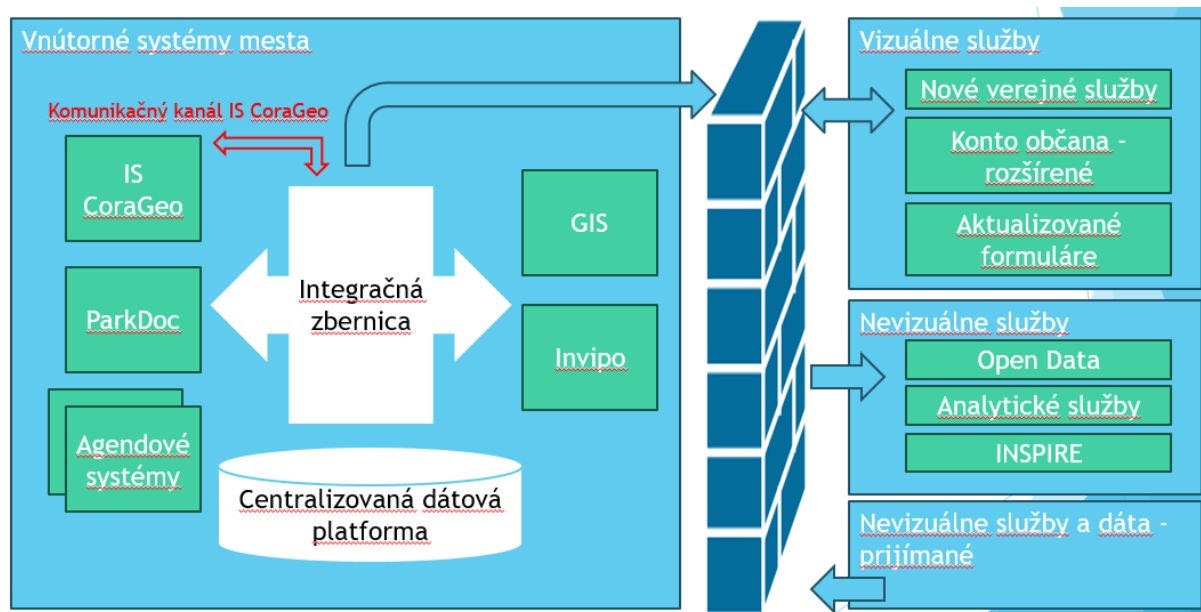 Vnútorné systémy mesta
Komunikačný kanál IS CoraGeo
IS
CoraGeo
ParkDoc
Agendové
systémy
Integračná
zbernica
GIS
Invipo
Centralizovaná dátová
platforma
Vizuálne služby
Nové verejné služby
Konto občana -
rozšírené
Aktualizované
formuláre
Nevizuálne služby
Open Data
Analytické služby
INSPIRE
Nevizuálne služby a dáta -
prijímané